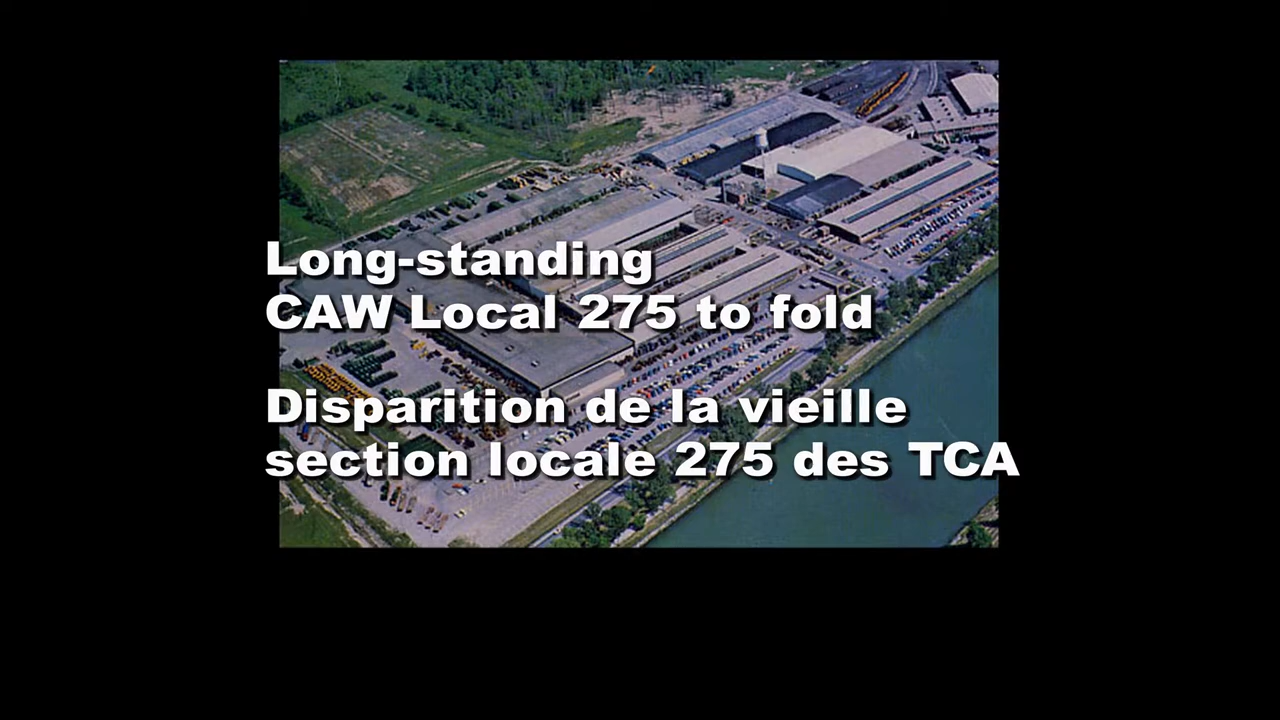 Long-standing
CAW Local 275 to fold
Disparition de la vieille
section locale 275 des TCA